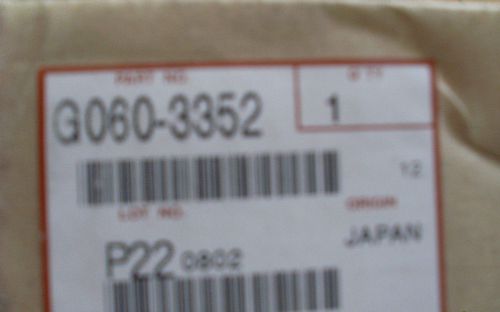 PART NO. Q'TY
G060-3352 1
12
LOT NO. ORIGIN
JAPAN
P22 0802